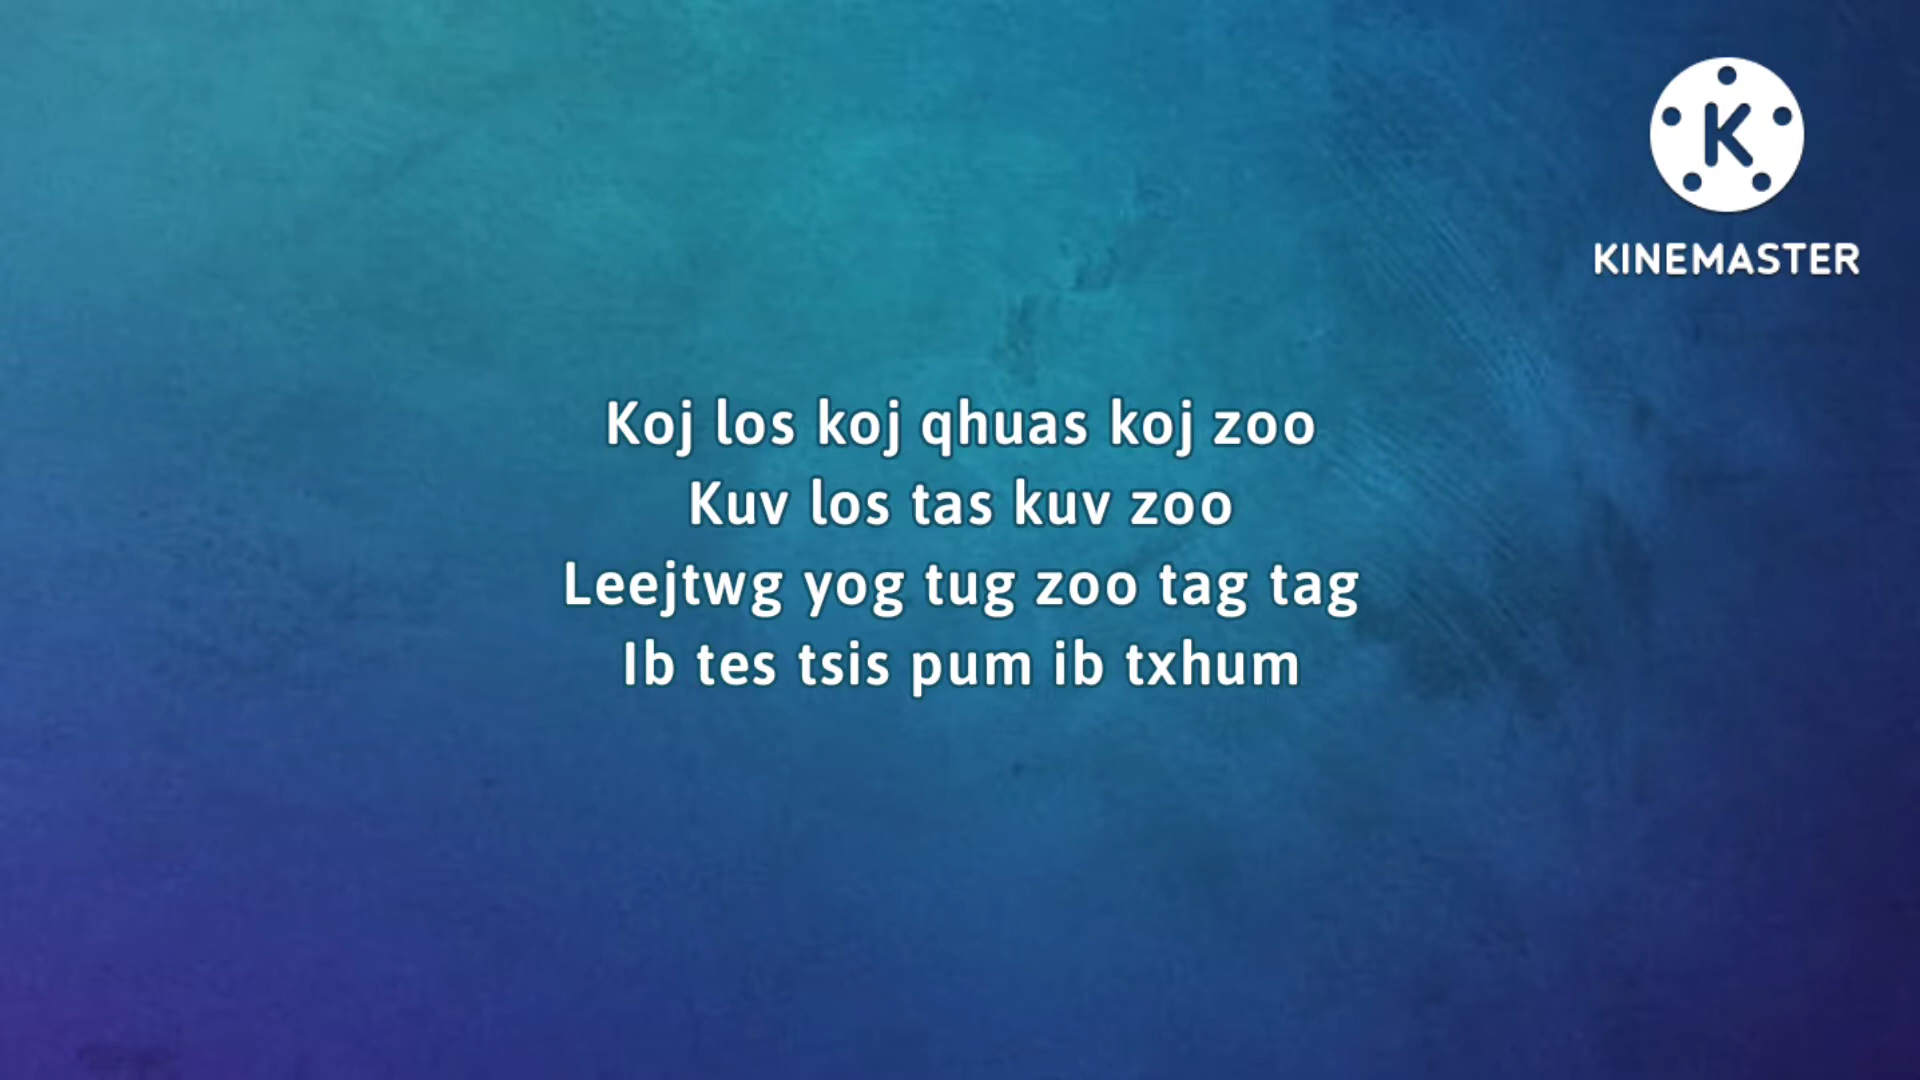 KINEMASTER
Koj los koj qhuas koj zoo
Kuv los tas kuv zoo
Leejtwg yog tug zoo tag tag
Ib tes tsis pum ib txhum